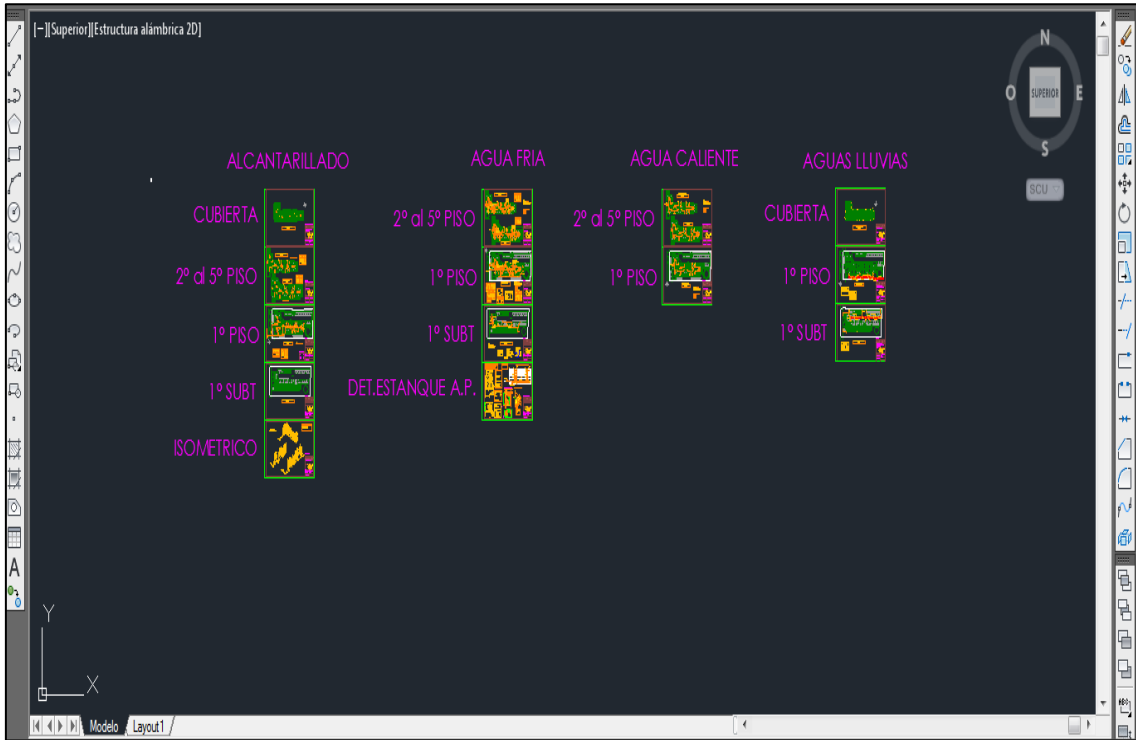 [−][Superior][Estructura alámbrica 2D]
N
O
SUPERIOR
E
S
SCU
ALCANTARILLADO
CUBIERTA
2º al 5º PISO
1º PISO
1º SUBT
ISOMETRICO
AGUA FRIA
2º al 5º PISO
1º PISO
1º SUBT
DET.ESTANQUE A.P.
AGUA CALIENTE
2º al 5º PISO
1º PISO
AGUAS LLUVIAS
CUBIERTA
1º PISO
1º SUBT
A
Y
X
Modelo
Layout1